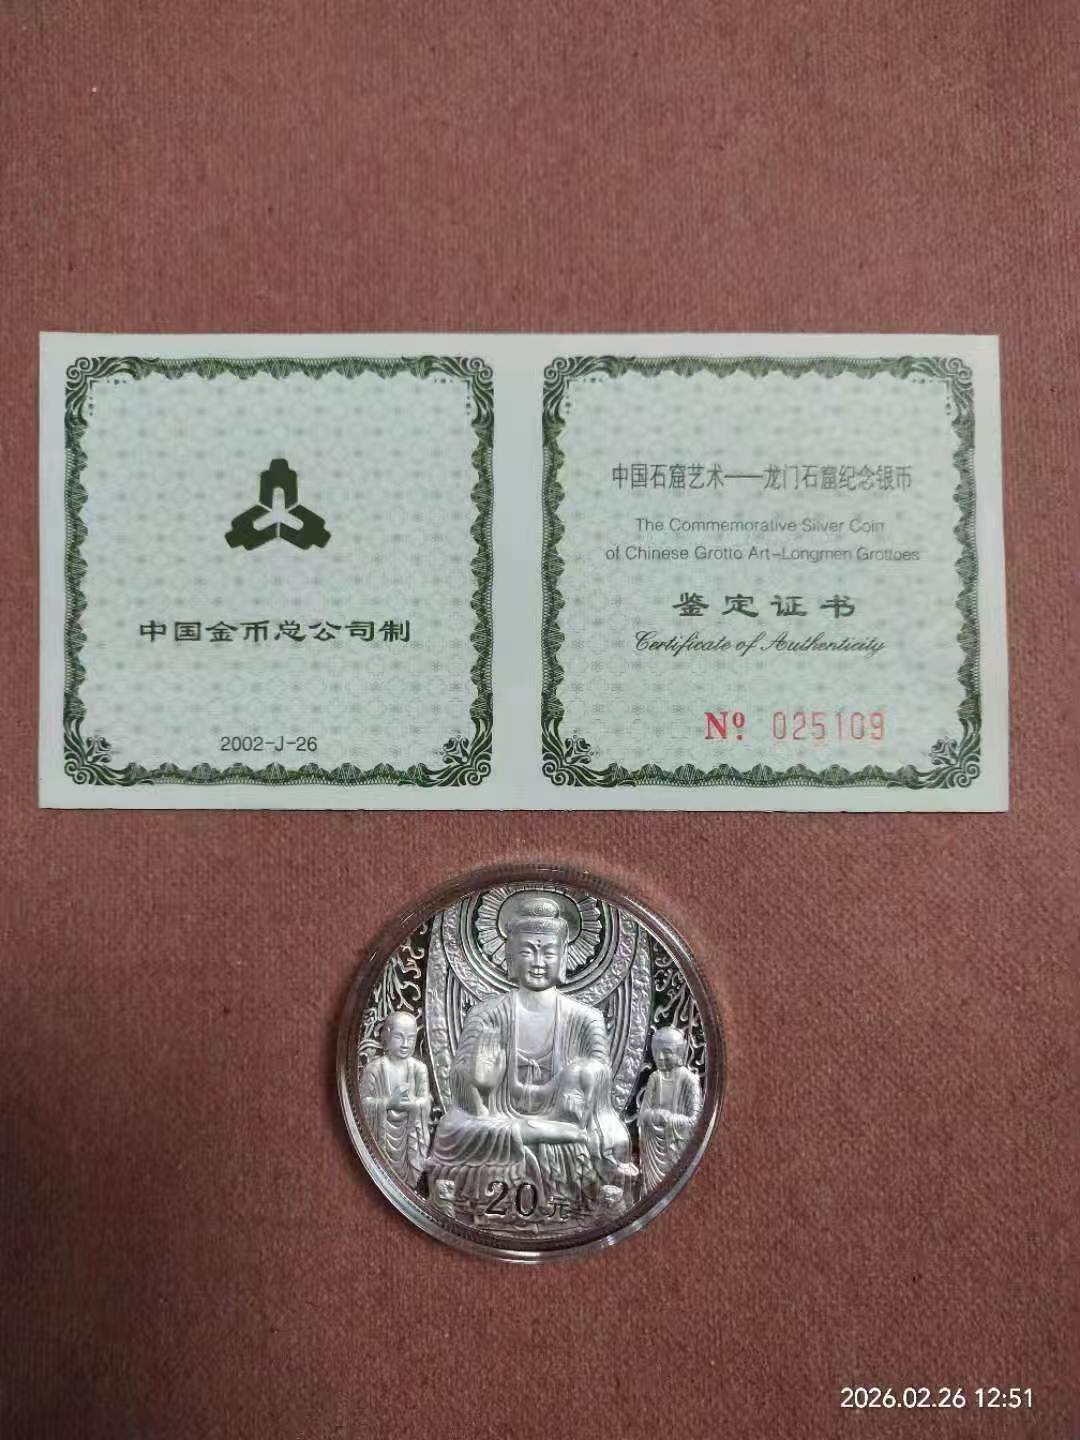 中国金币总公司制
2002-J-26
中国石窟艺术——龙门石窟纪念银币
The Commemorative Silver Coin
of Chinese Grotto Art-Longmen Grottoes
鉴定证书
Certificate of Authenticity
Nº 025109
20元
2026.02.26 12:51